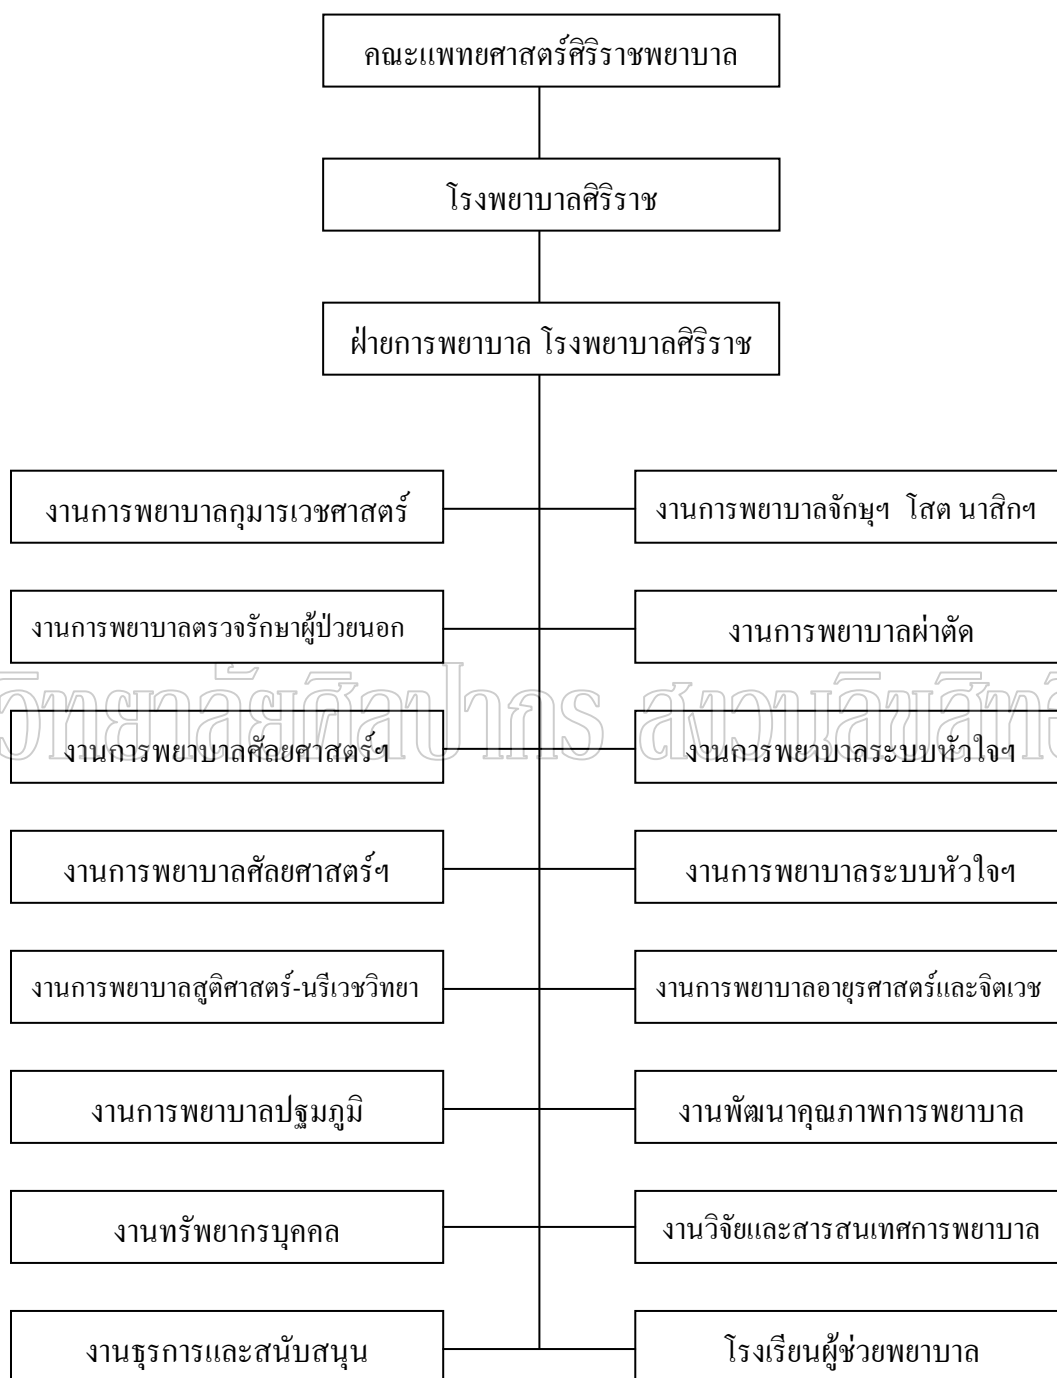 คณะแพทยศาสตร์ศิริราชพยาบาล
โรงพยาบาลศิริราช
ฝ่ายการพยาบาล โรงพยาบาลศิริราช
งานการพยาบาลกุมารเวชศาสตร์
งานการพยาบาลจักษุฯ โสต นาสิกฯ
งานการพยาบาลตรวจรักษาผู้ป่วยนอก
งานการพยาบาลผ่าตัด
วิทยาลัยศิลปากร สงวนลิขสิทธิ์
งานการพยาบาลศัลยศาสตร์ฯ
งานการพยาบาลระบบหัวใจฯ
งานการพยาบาลศัลยศาสตร์ฯ
งานการพยาบาลระบบหัวใจฯ
งานการพยาบาลสูติศาสตร์-นรีเวชวิทยา
งานการพยาบาลอายุรศาสตร์และจิตเวช
งานการพยาบาลปฐมภูมิ
งานพัฒนาคุณภาพการพยาบาล
งานทรัพยากรบุคคล
งานวิจัยและสารสนเทศการพยาบาล
งานธุรการและสนับสนุน
โรงเรียนผู้ช่วยพยาบาล